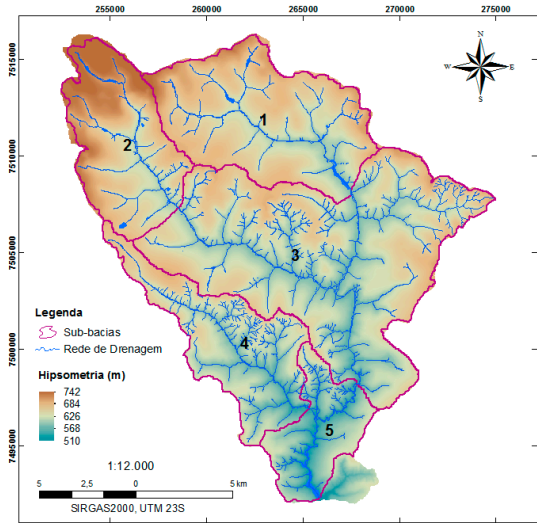 255000 260000 265000 270000 275000
7515000
7510000
7505000
7500000
7495000
N
W E
S
1
2
3
4
5
Legenda
Sub-bacias
Rede de Drenagem
Hipsometria (m)
742
684
626
568
510
1:12.000
5 2,5 0 5 km
SIRGAS2000, UTM 23S